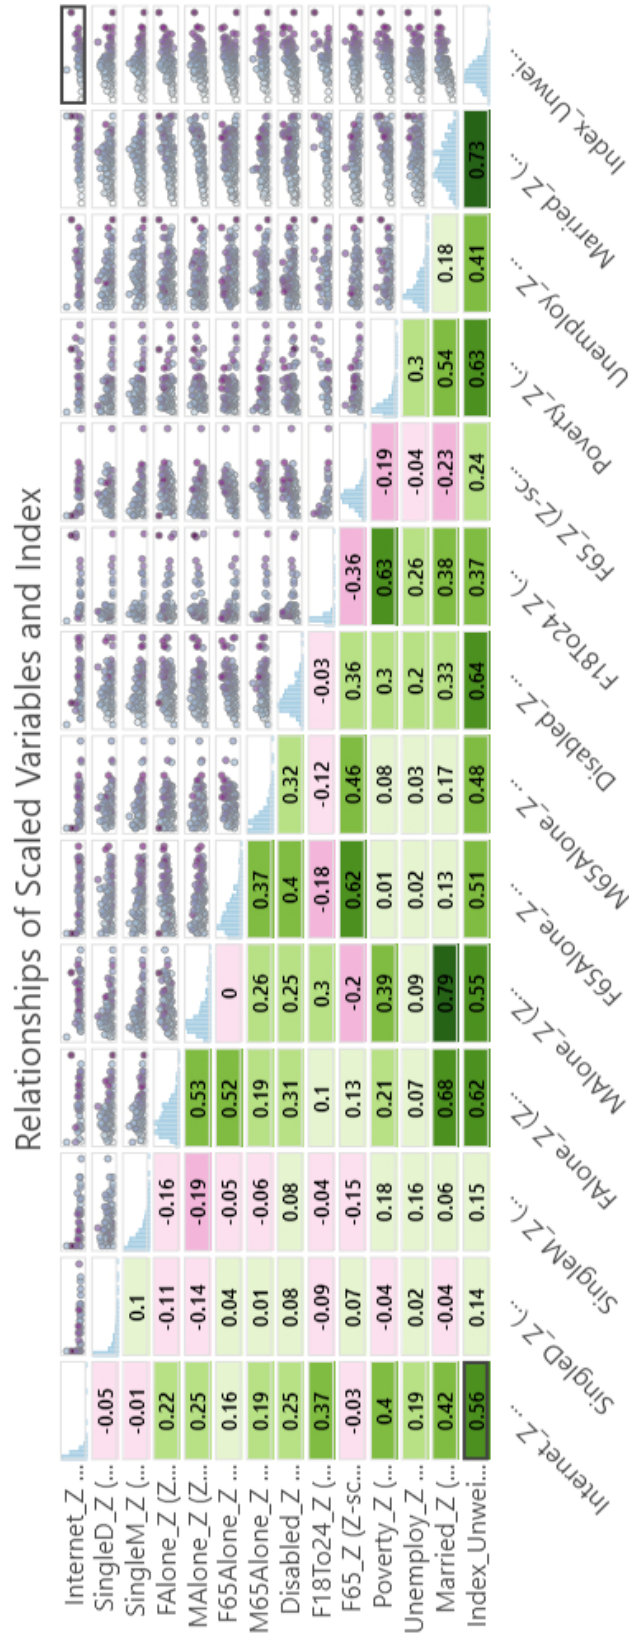 Relationships of Scaled Variables and Index
Internet_Z ...
SingleD_Z (... -0.05
SingleM_Z (... -0.01 0.1
FAlone_Z (Z... 0.22 -0.11 -0.16
MAlone_Z (Z... 0.25 -0.14 -0.19 0.53
F65Alone_Z ... 0.16 0.04 -0.05 0.52 0
M65Alone_Z ... 0.19 0.01 -0.06 0.19 0.26 0.37
Disabled_Z ... 0.25 0.08 0.08 0.31 0.25 0.4 0.32
F18To24_Z (... 0.37 -0.09 -0.04 0.1 0.3 -0.18 -0.12 -0.03
F65_Z (Z-sc... -0.03 0.07 -0.15 0.13 -0.2 0.62 0.46 0.36 -0.36
Poverty_Z (... 0.4 -0.04 0.18 0.21 0.39 0.01 0.08 0.3 0.63 -0.19
Unemploy_Z ... 0.19 0.02 0.16 0.07 0.09 0.02 0.03 0.2 0.26 -0.04 0.3
Married_Z (... 0.42 -0.04 0.06 0.68 0.79 0.13 0.17 0.33 0.38 -0.23 0.54 0.18
Index_Unwei... 0.56 0.14 0.15 0.62 0.55 0.51 0.48 0.64 0.37 0.24 0.63 0.41 0.73
Internet_Z ...
SingleD_Z (...
SingleM_Z (...
FAlone_Z (Z...
MAlone_Z (Z...
F65Alone_Z ...
M65Alone_Z ...
Disabled_Z ...
F18To24_Z (...
F65_Z (Z-sc...
Poverty_Z (...
Unemploy_Z ...
Married_Z (...
Index_Unwei...